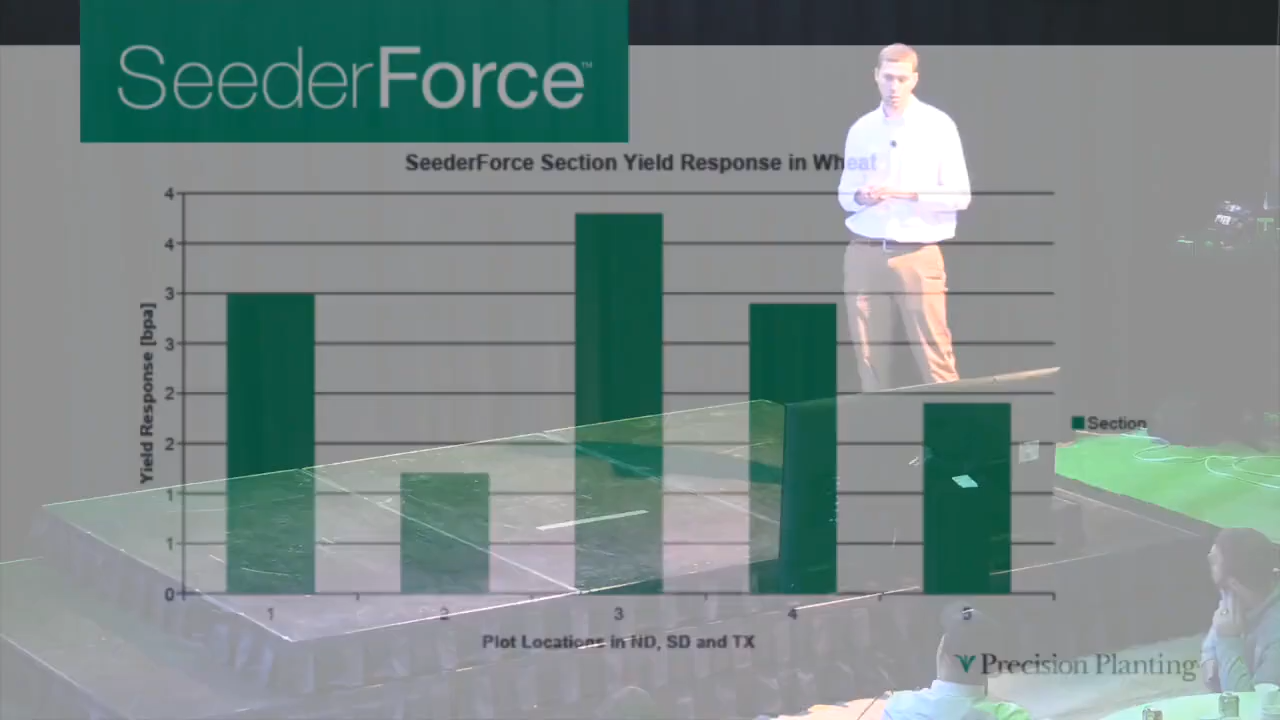 SeederForce™
SeederForce Section Yield Response in Wheat
Yield Response [bpa]
4
4
3
3
2
2
1
1
0
1
2
3
4
5
Section
Plot Locations in ND, SD and TX
Precision Planting